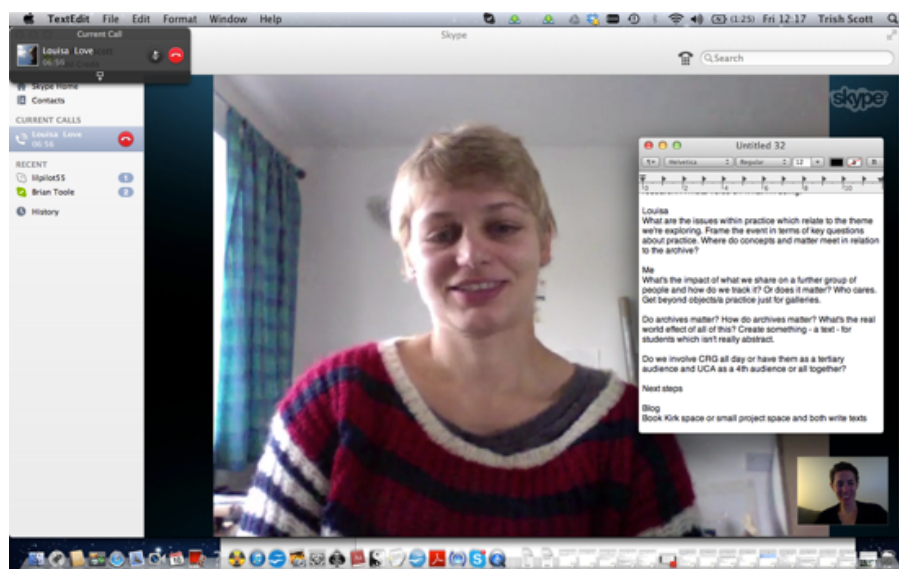 TextEdit File Edit Format Window Help
(1:25) Fri 12:17 Trish Scott
Current Call
Louisa Love
06:56
Skype
Search
Skype Home
Contacts
CURRENT CALLS
Louisa Love
06:56
RECENT
lilpilot55 1
Brian Toole 2
History
skype
Untitled 32
Helvetica Regular 12 B
0 2 4 6 8 10
Louisa
What are the issues within practice which relate to the theme
we're exploring. Frame the event in terms of key questions
about practice. Where do concepts and matter meet in relation
to the archive?
Me
What's the impact of what we share on a further group of
people and how do we track it? Or does it matter? Who cares.
Get beyond objects/a practice just for galleries.
Do archives matter? How do archives matter? What's the real
world effect of all of this? Create something - a text - for
students which isn't really abstract.
Do we involve CRG all day or have them as a tertiary
audience and UCA as a 4th audience or all together?
Next steps
Blog
Book Kirk space or small project space and both write texts